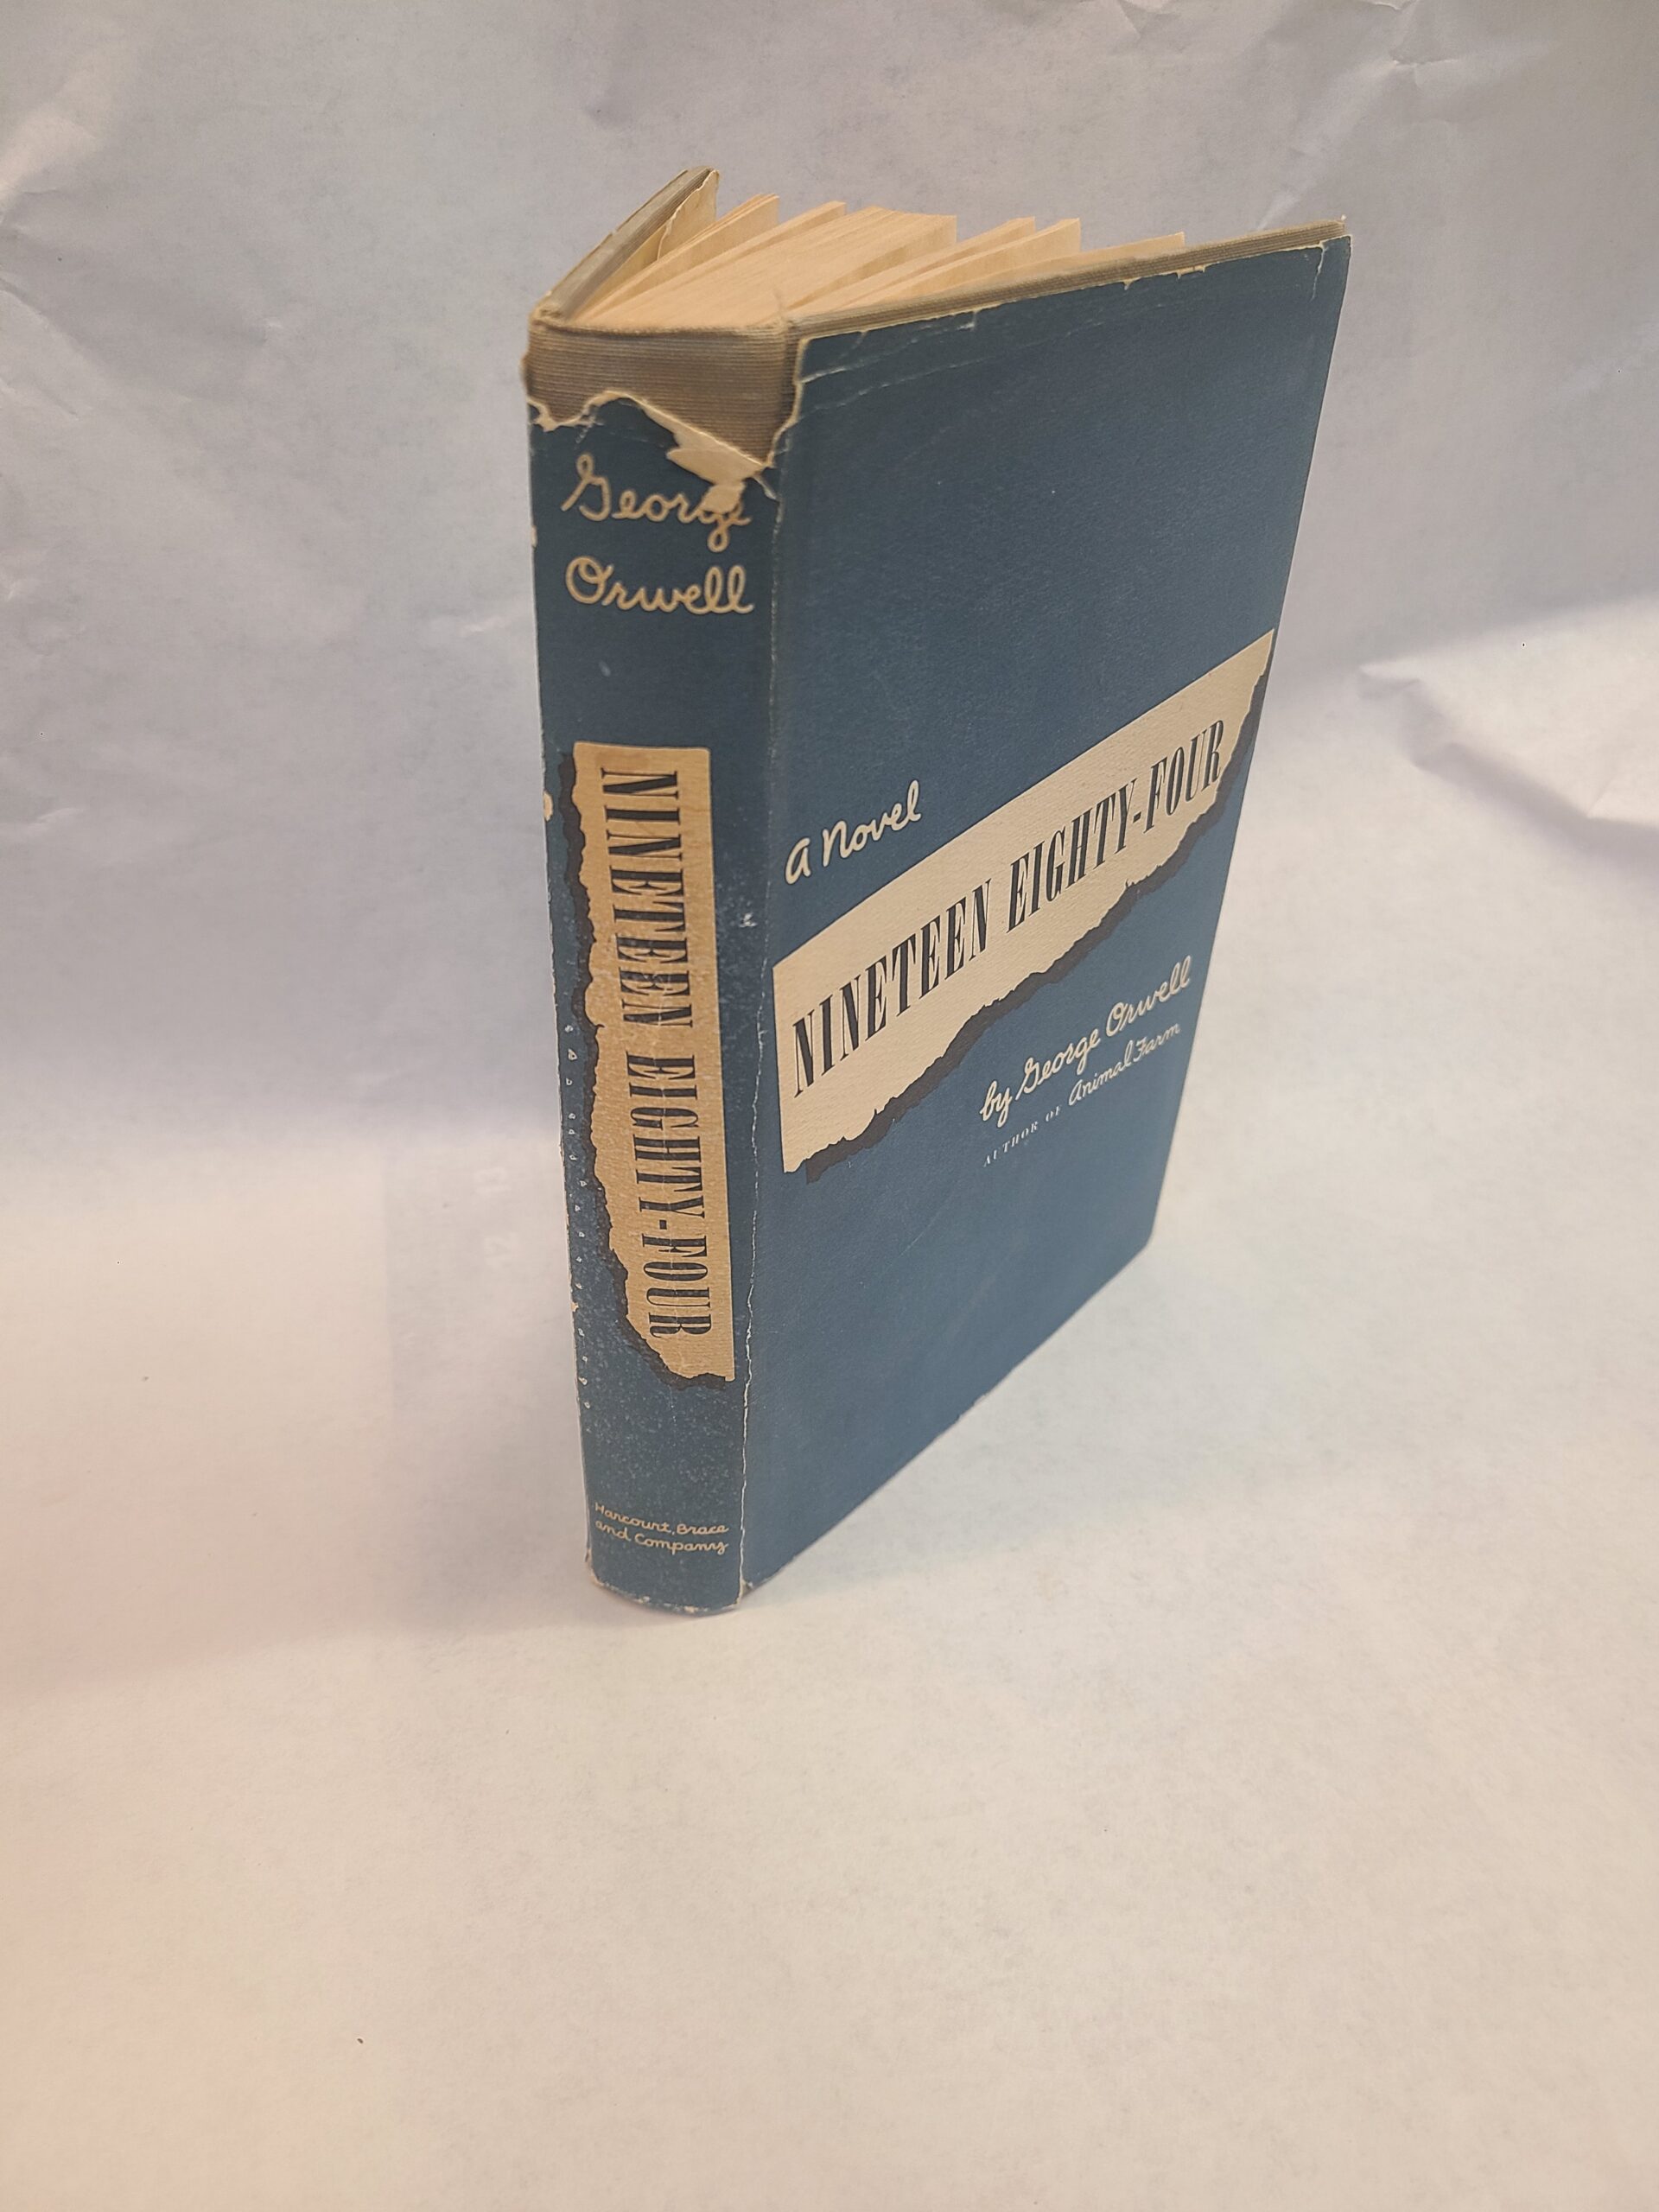 George
Orwell
NINETEEN EIGHTY-FOUR
Harcourt, Brace
and Company
A Novel
NINETEEN EIGHTY-FOUR
by George Orwell
AUTHOR OF Animal Farm